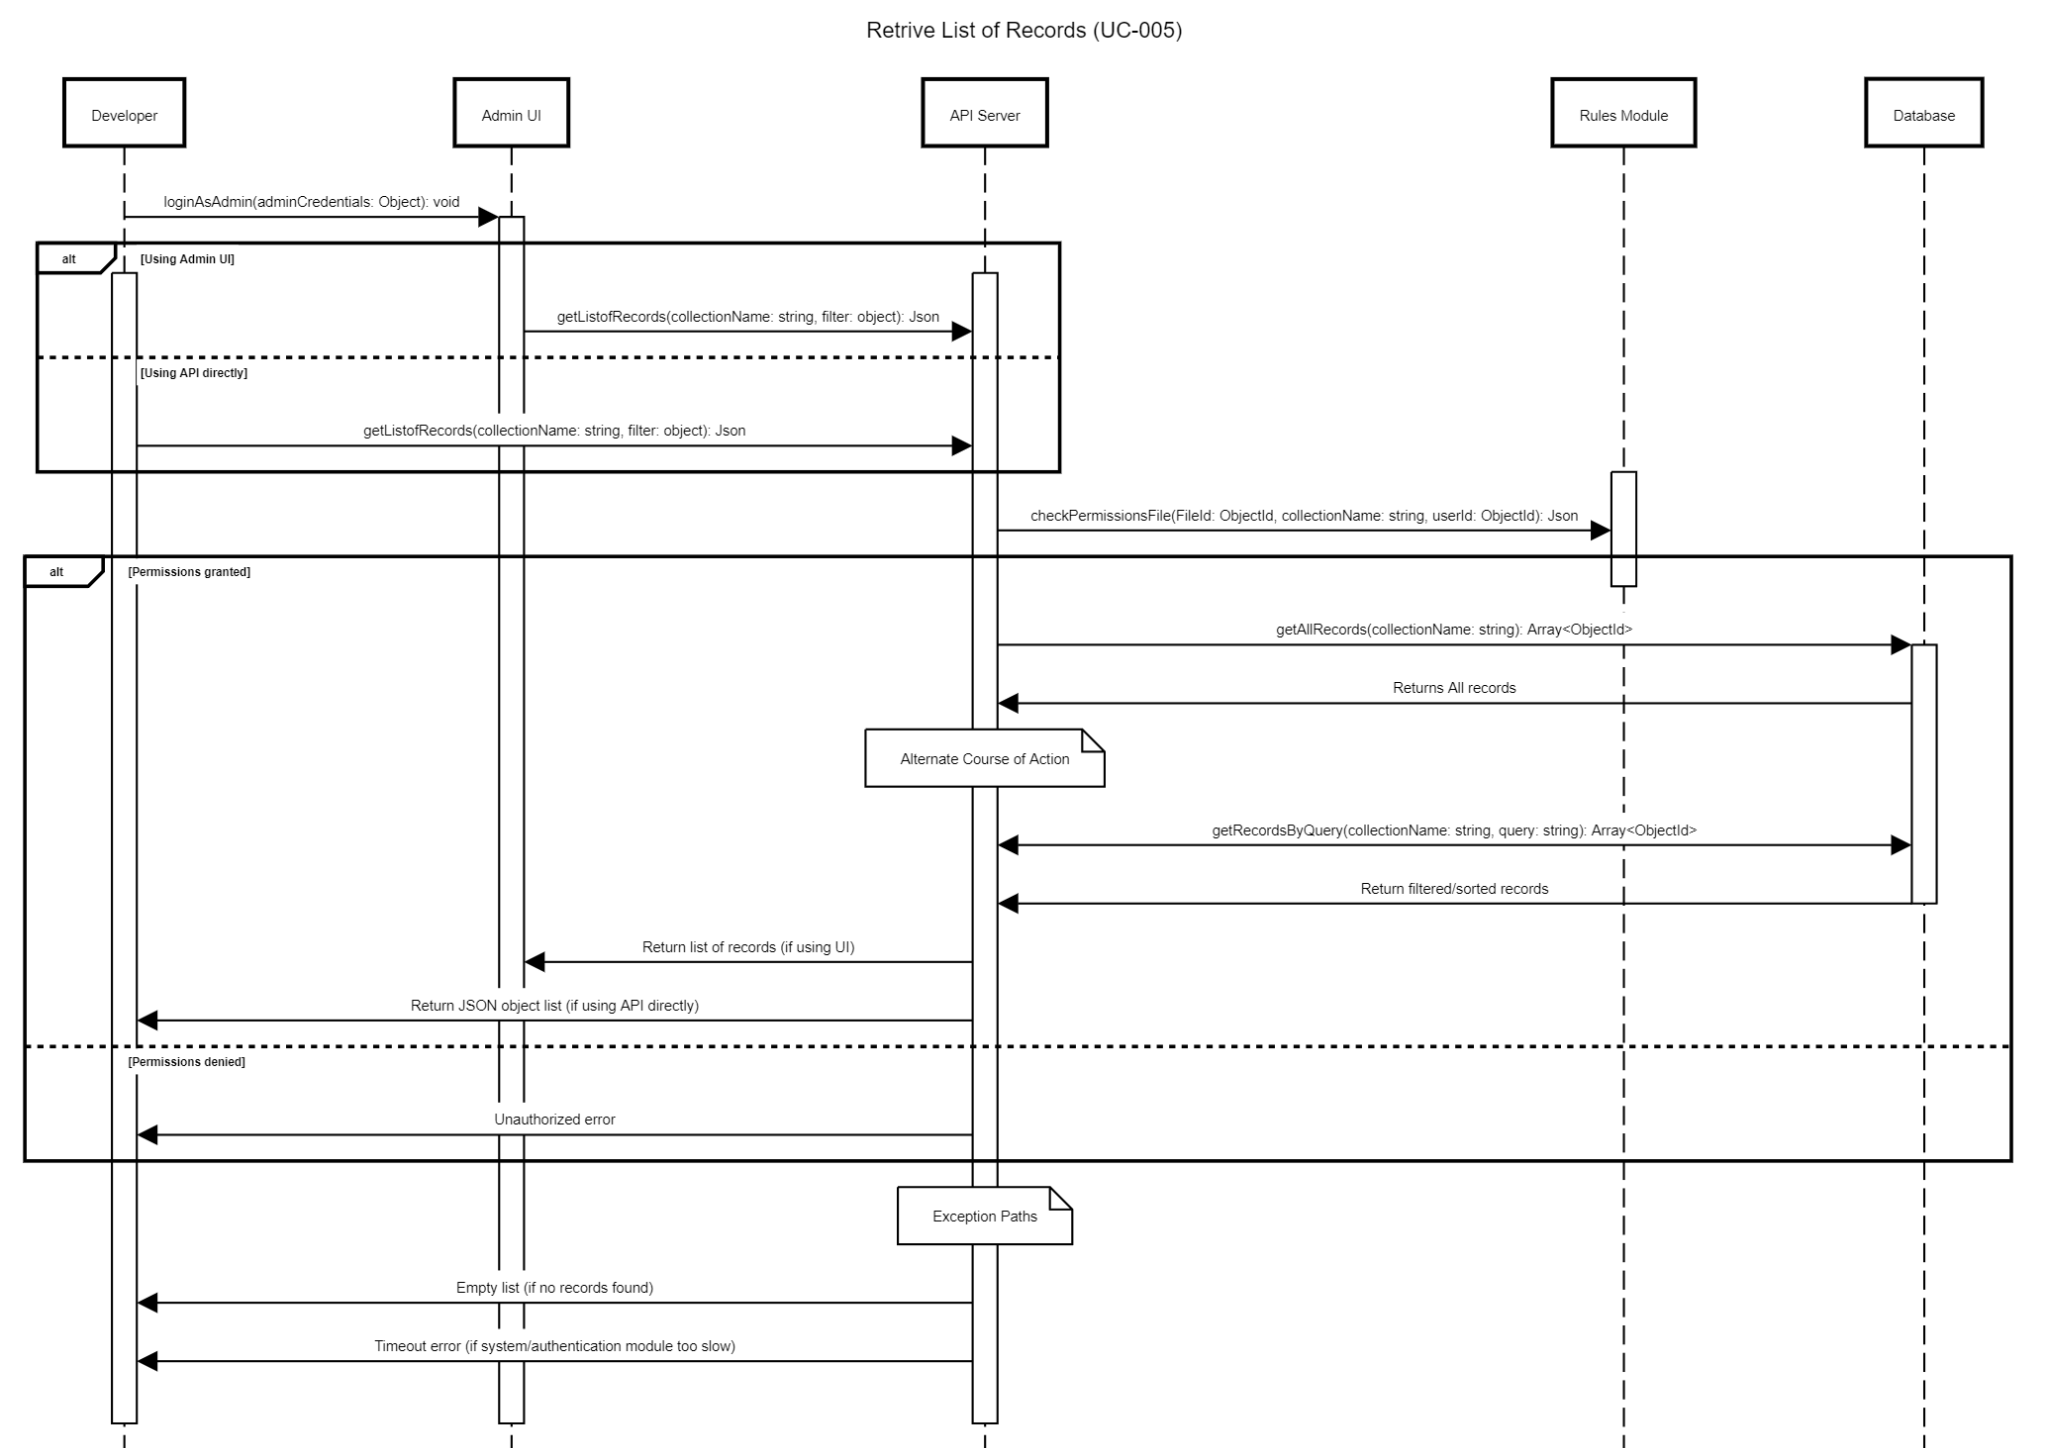 Retrive List of Records (UC-005)
Developer
Admin UI
API Server
Rules Module
Database
loginAsAdmin(adminCredentials: Object): void
alt
[Using Admin UI]
getListofRecords(collectionName: string, filter: object): Json
[Using API directly]
getListofRecords(collectionName: string, filter: object): Json
checkPermissionsFile(FileId: ObjectId, collectionName: string, userId: ObjectId): Json
alt
[Permissions granted]
getAllRecords(collectionName: string): Array<ObjectId>
Returns All records
Alternate Course of Action
getRecordsByQuery(collectionName: string, query: string): Array<ObjectId>
Return filtered/sorted records
Return list of records (if using UI)
Return JSON object list (if using API directly)
[Permissions denied]
Unauthorized error
Exception Paths
Empty list (if no records found)
Timeout error (if system/authentication module too slow)